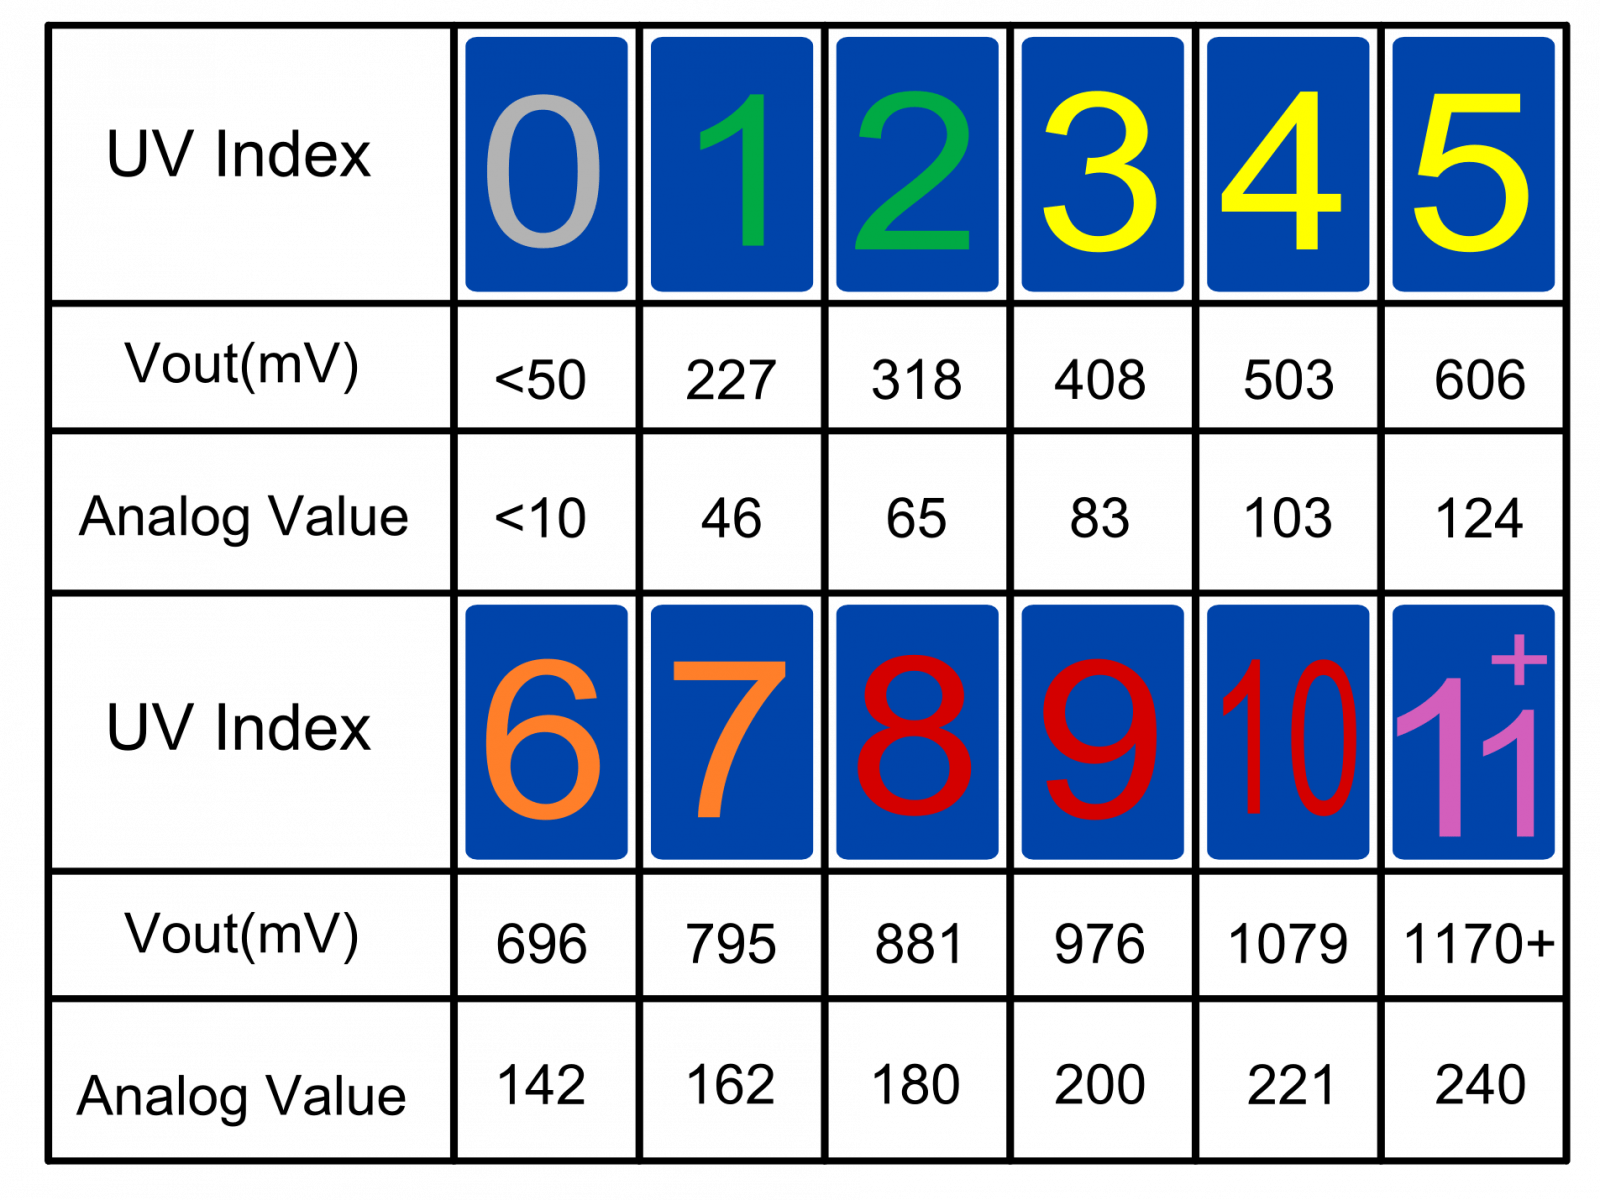 UV Index 0 1 2 3 4 5
Vout(mV) <50 227 318 408 503 606
Analog Value <10 46 65 83 103 124
UV Index 6 7 8 9 10 11+
Vout(mV) 696 795 881 976 1079 1170+
Analog Value 142 162 180 200 221 240